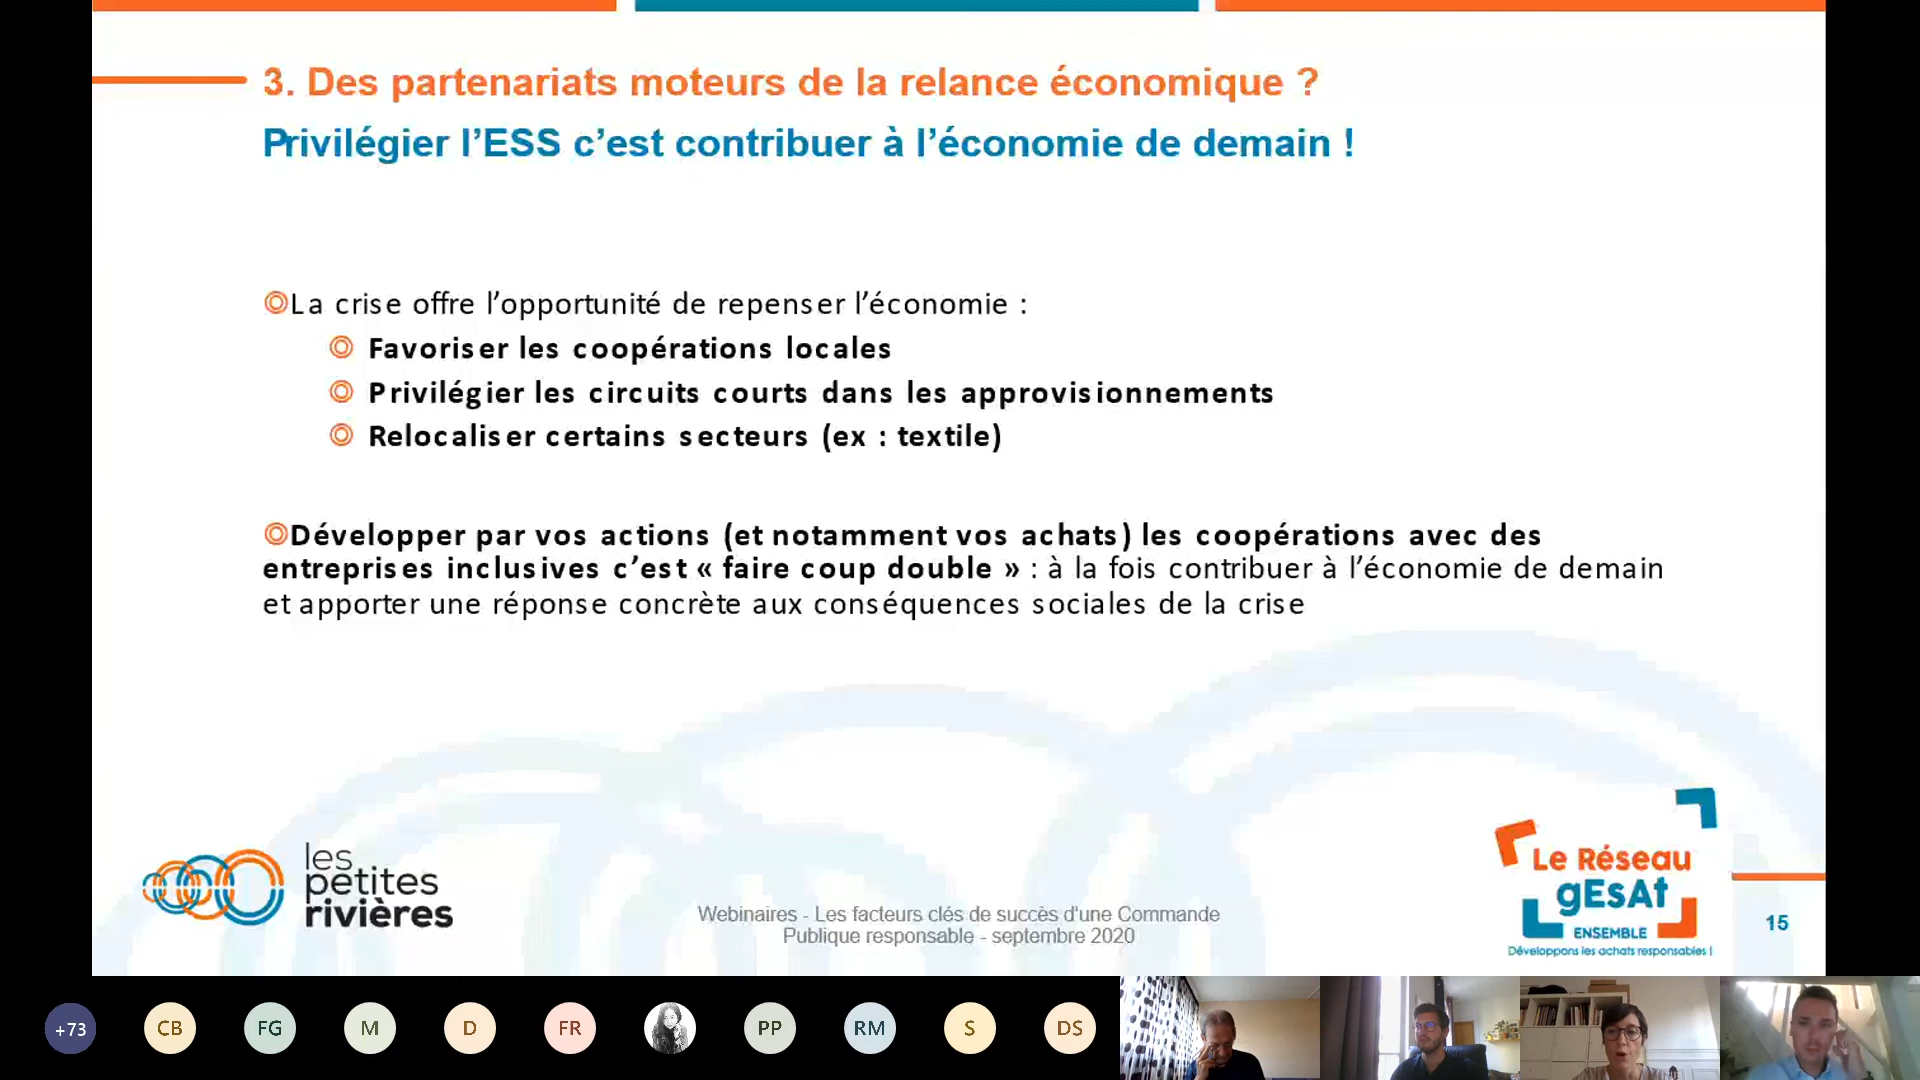 3. Des partenariats moteurs de la relance économique ?
Privilégier l’ESS c’est contribuer à l’économie de demain !
La crise offre l’opportunité de repenser l’économie :
Favoriser les coopérations locales
Privilégier les circuits courts dans les approvisionnements
Relocaliser certains secteurs (ex : textile)
Développer par vos actions (et notamment vos achats) les coopérations avec des
entreprises inclusives c’est « faire coup double » : à la fois contribuer à l’économie de demain
et apporter une réponse concrète aux conséquences sociales de la crise
les
petites
rivières
Webinaires - Les facteurs clés de succès d'une Commande
Publique responsable - septembre 2020
Le Réseau
gEsAt
ENSEMBLE
Développons les achats responsables !
15
+73
CB
FG
M
D
FR
PP
RM
S
DS